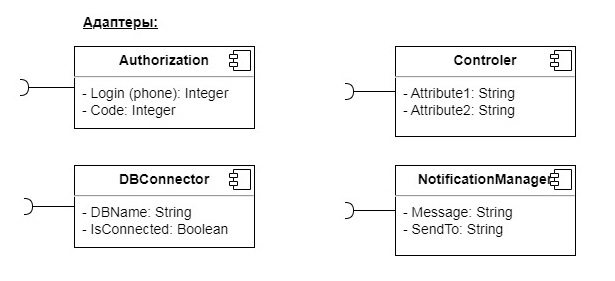 Адаптеры:
Authorization
- Login (phone): Integer
- Code: Integer
Controler
- Attribute1: String
- Attribute2: String
DBConnector
- DBName: String
- IsConnected: Boolean
NotificationManager
- Message: String
- SendTo: String